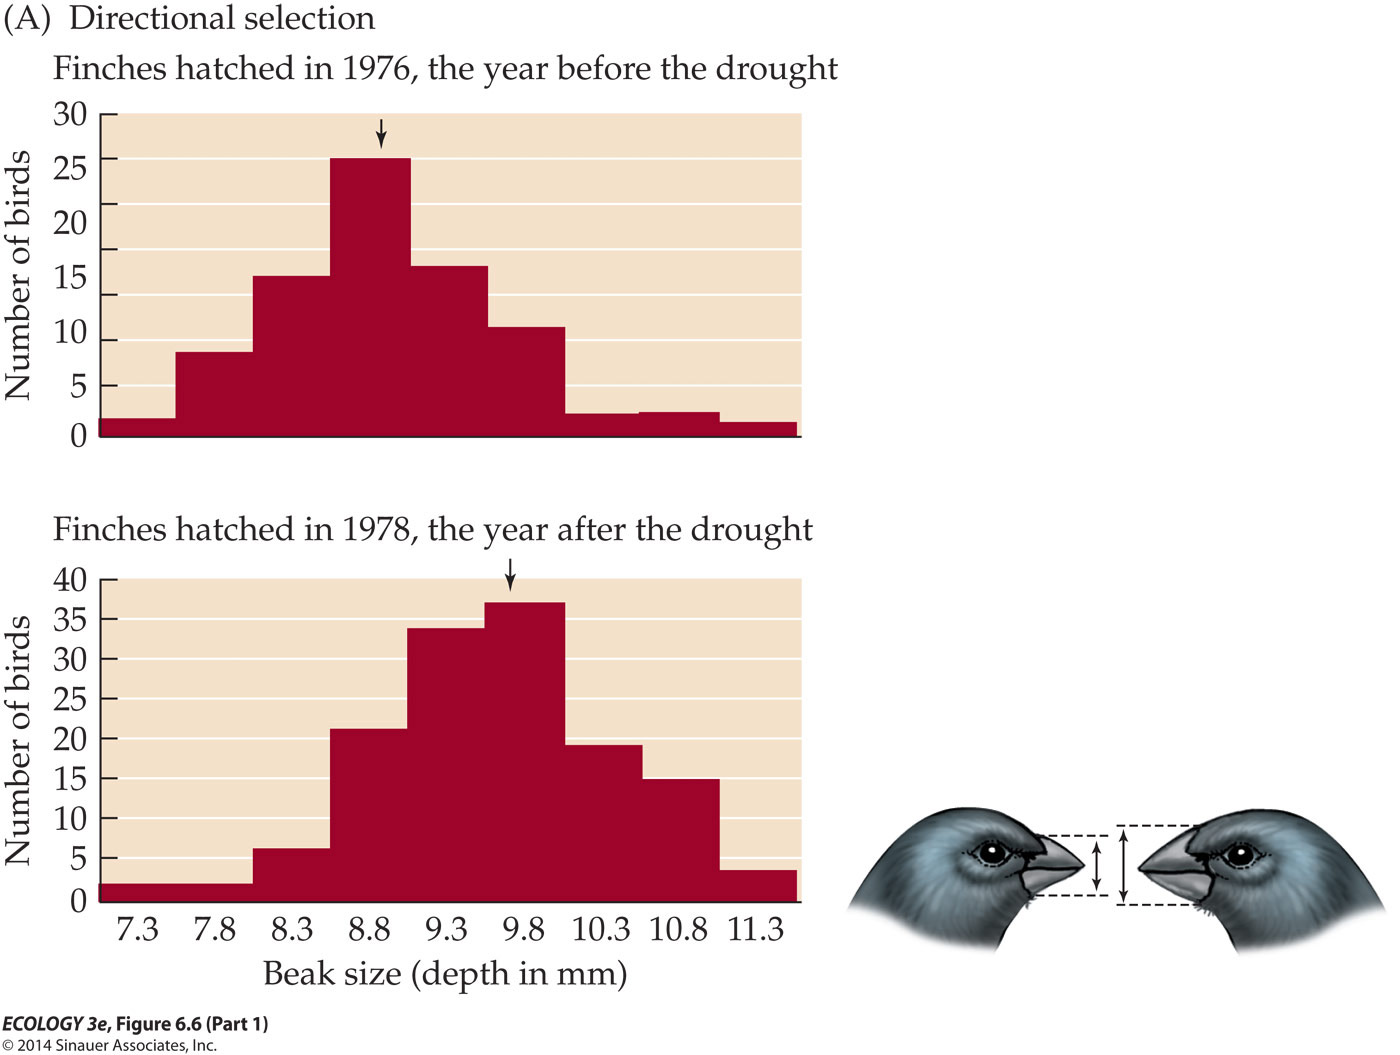 (A) Directional selection
Finches hatched in 1976, the year before the drought
Number of birds
30
25
20
15
10
5
0
Finches hatched in 1978, the year after the drought
Number of birds
40
35
30
25
20
15
10
5
0
7.3 7.8 8.3 8.8 9.3 9.8 10.3 10.8 11.3
Beak size (depth in mm)
ECOLOGY 3e, Figure 6.6 (Part 1)
© 2014 Sinauer Associates, Inc.